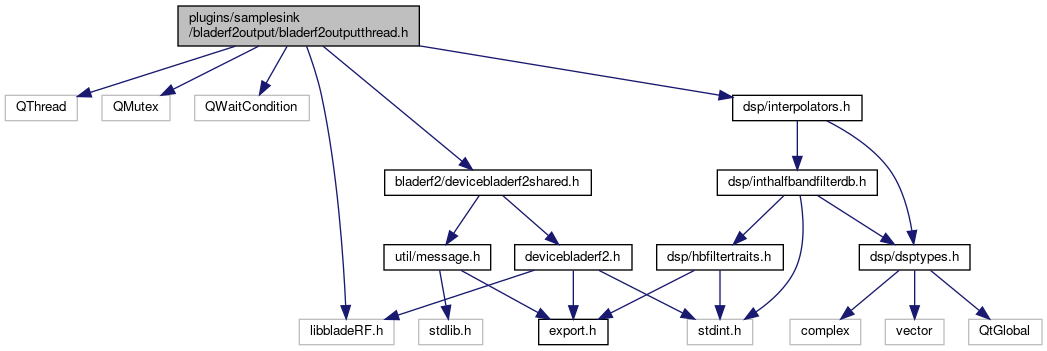 plugins/samplesink
/bladerf2output/bladerf2outputthread.h
QThread
QMutex
QWaitCondition
dsp/interpolators.h
bladerf2/devicebladerf2shared.h
dsp/inthalfbandfilterdb.h
util/message.h
devicebladerf2.h
dsp/hbfiltertraits.h
dsp/dsptypes.h
libbladeRF.h
stdlib.h
export.h
stdint.h
complex
vector
QtGlobal